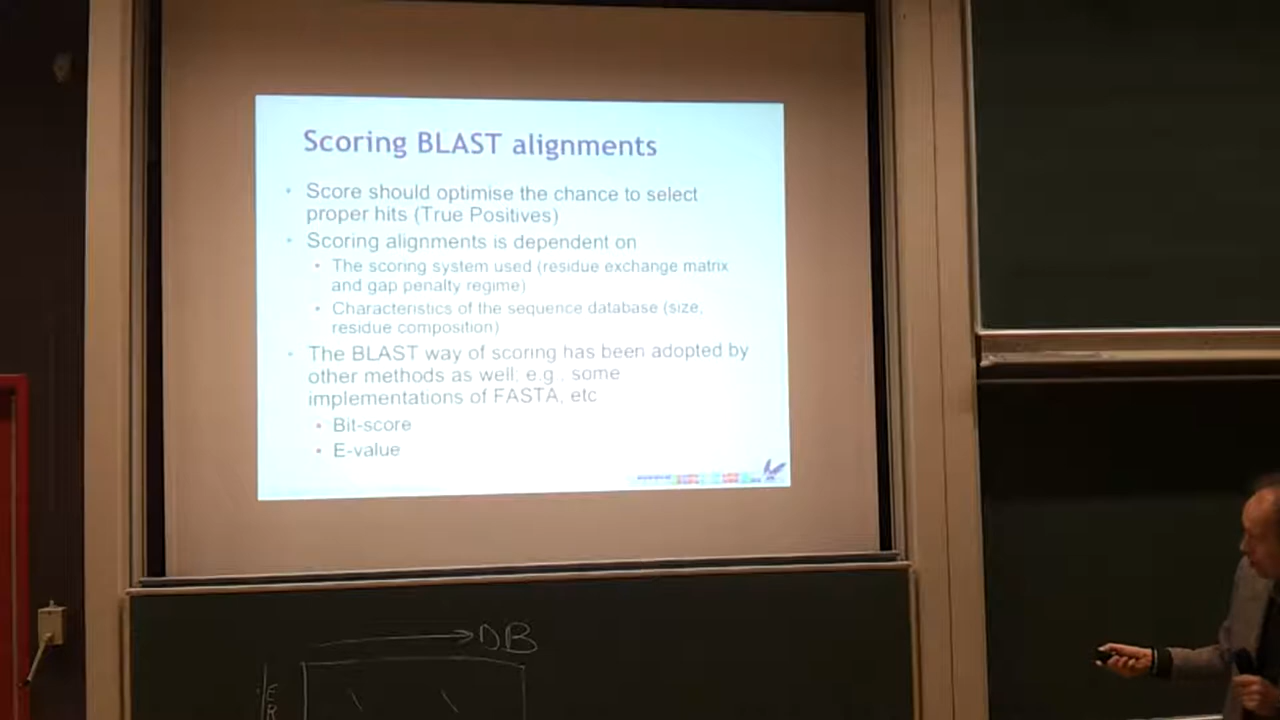 Scoring BLAST alignments
• Score should optimise the chance to select
proper hits (True Positives)
• Scoring alignments is dependent on
• The scoring system used (residue exchange matrix
and gap penalty regime)
• Characteristics of the sequence database (size,
residue composition)
• The BLAST way of scoring has been adopted by
other methods as well; e.g., some
implementations of FASTA, etc
• Bit-score
• E-value
DB
E
R